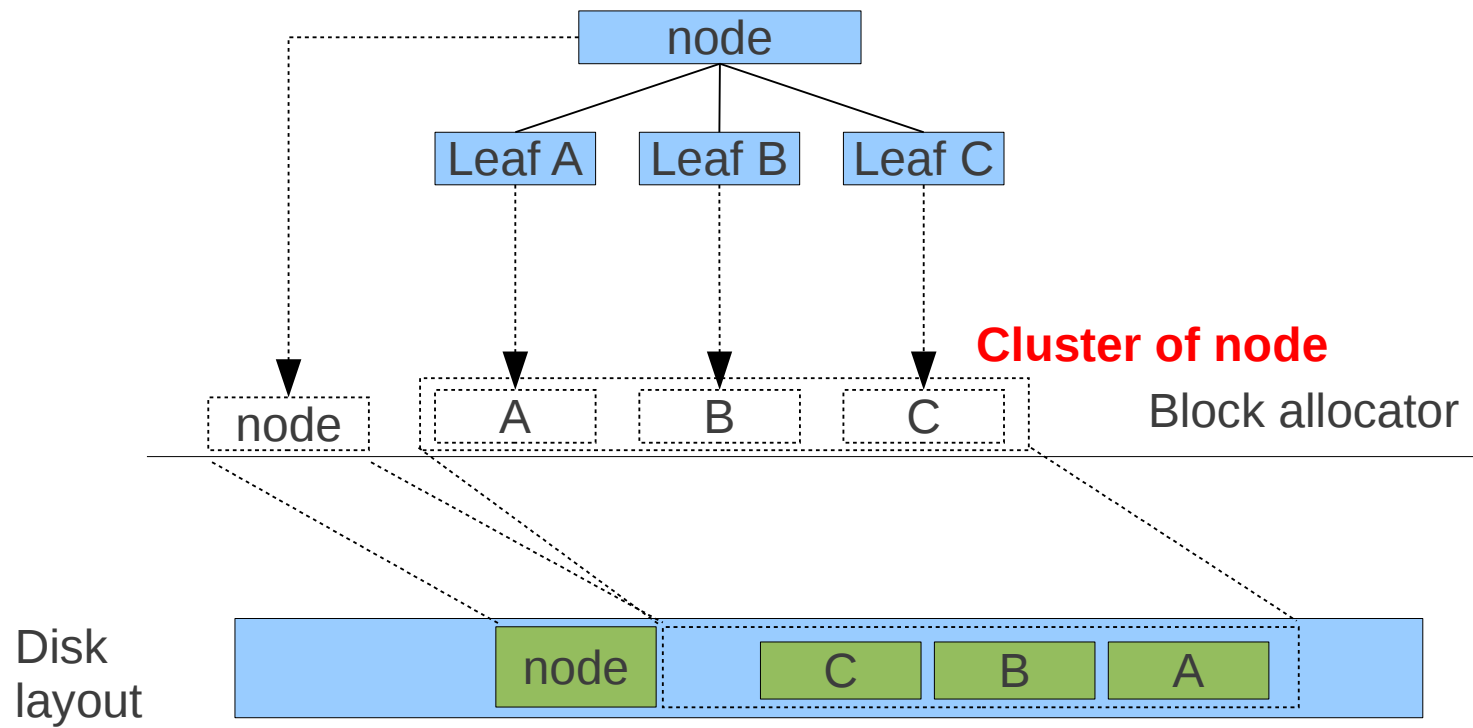 node
Leaf A
Leaf B
Leaf C
Cluster of node
node
A
B
C
Block allocator
Disk
layout
node
C
B
A